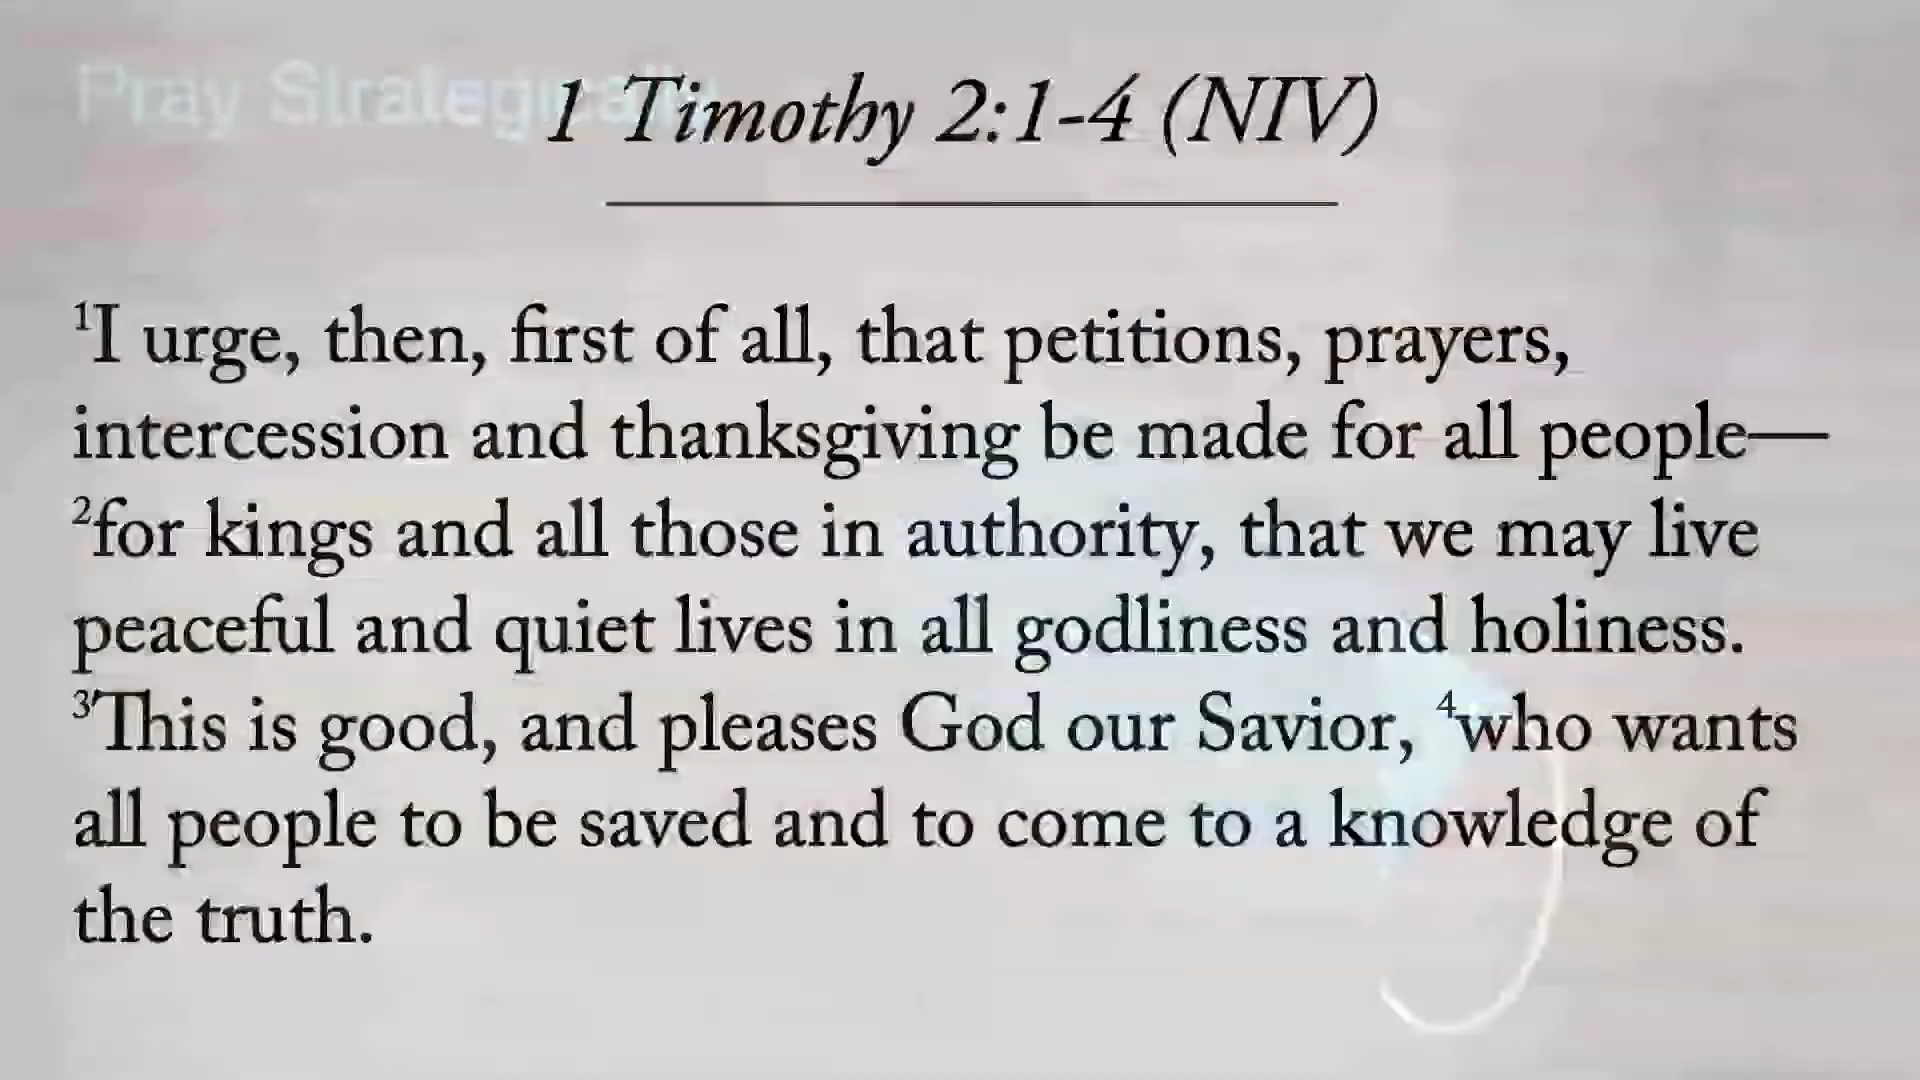 Pray Strategically
1 Timothy 2:1-4 (NIV)
¹I urge, then, first of all, that petitions, prayers,
intercession and thanksgiving be made for all people—
²for kings and all those in authority, that we may live
peaceful and quiet lives in all godliness and holiness.
³This is good, and pleases God our Savior, ⁴who wants
all people to be saved and to come to a knowledge of
the truth.